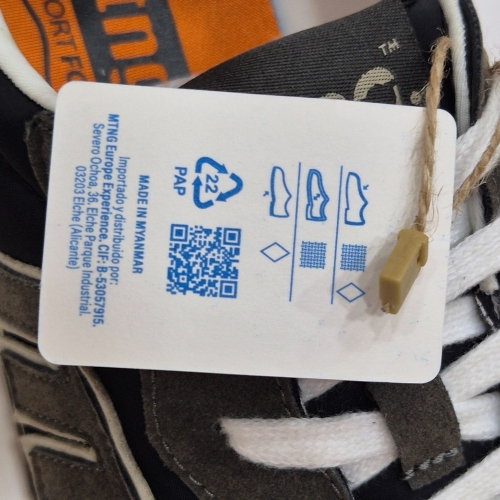 MADE IN MYANMAR
Importado y distribuido por:
MTNG Europe Experience. CIF: B-53057915.
Severo Ochoa, 36. Elche Parque Industrial.
03203 Elche (Alicante)
22
PAP
TM